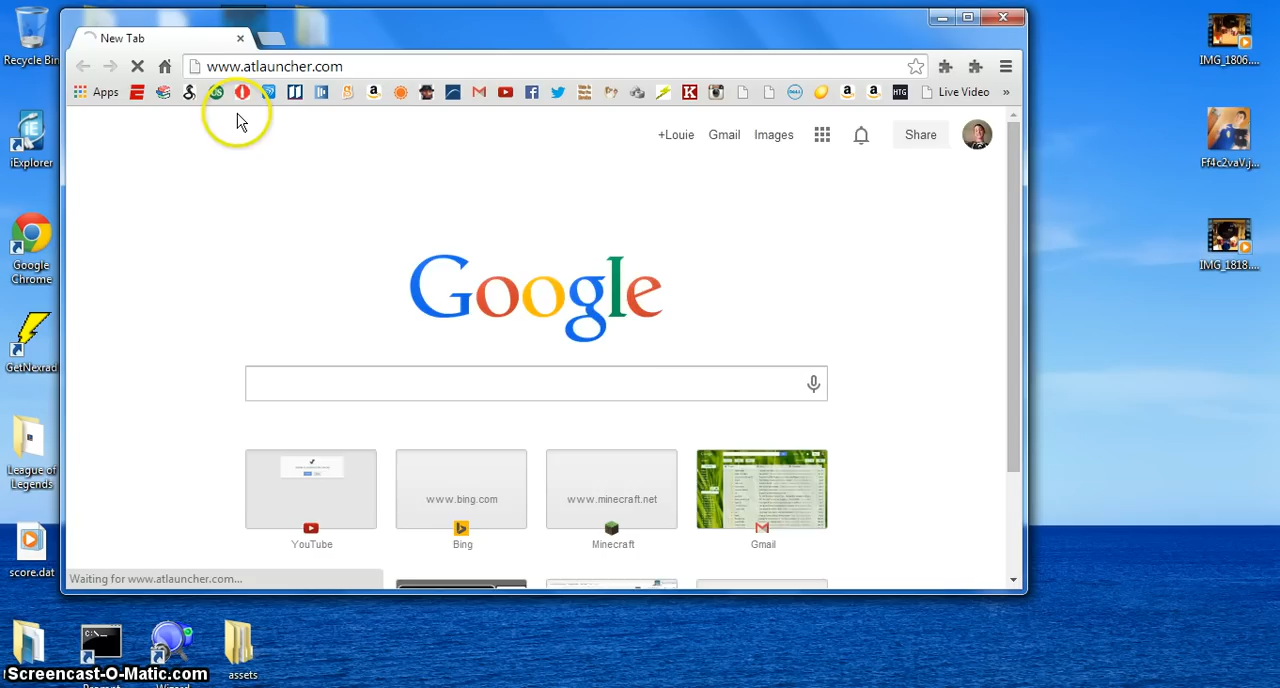 Recycle Bin
iExplorer
Google
Chrome
GetNexrad
League of
Legends
score.dat
New Tab
www.atlauncher.com
Apps
Live Video
»
+Louie
Gmail
Images
Share
Google
www.bing.com
www.minecraft.net
YouTube
Bing
Minecraft
Gmail
Waiting for www.atlauncher.com...
IMG_1806....
Ff4c2vaV.j...
IMG_1818....
assets
Screencast-O-Matic.com